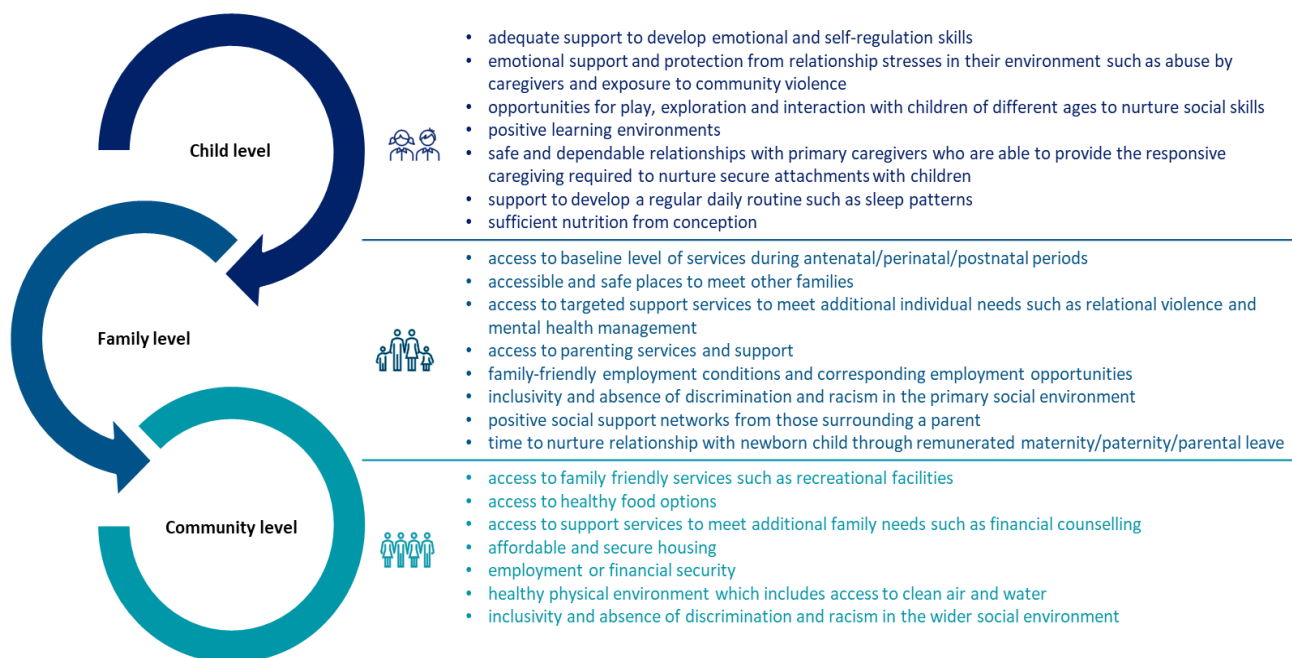 Child level
• adequate support to develop emotional and self-regulation skills
• emotional support and protection from relationship stresses in their environment such as abuse by
caregivers and exposure to community violence
• opportunities for play, exploration and interaction with children of different ages to nurture social skills
• positive learning environments
• safe and dependable relationships with primary caregivers who are able to provide the responsive
caregiving required to nurture secure attachments with children
• support to develop a regular daily routine such as sleep patterns
• sufficient nutrition from conception
Family level
• access to baseline level of services during antenatal/perinatal/postnatal periods
• accessible and safe places to meet other families
• access to targeted support services to meet additional individual needs such as relational violence and
mental health management
• access to parenting services and support
• family-friendly employment conditions and corresponding employment opportunities
• inclusivity and absence of discrimination and racism in the primary social environment
• positive social support networks from those surrounding a parent
• time to nurture relationship with newborn child through remunerated maternity/paternity/parental leave
Community level
• access to family friendly services such as recreational facilities
• access to healthy food options
• access to support services to meet additional family needs such as financial counselling
• affordable and secure housing
• employment or financial security
• healthy physical environment which includes access to clean air and water
• inclusivity and absence of discrimination and racism in the wider social environment